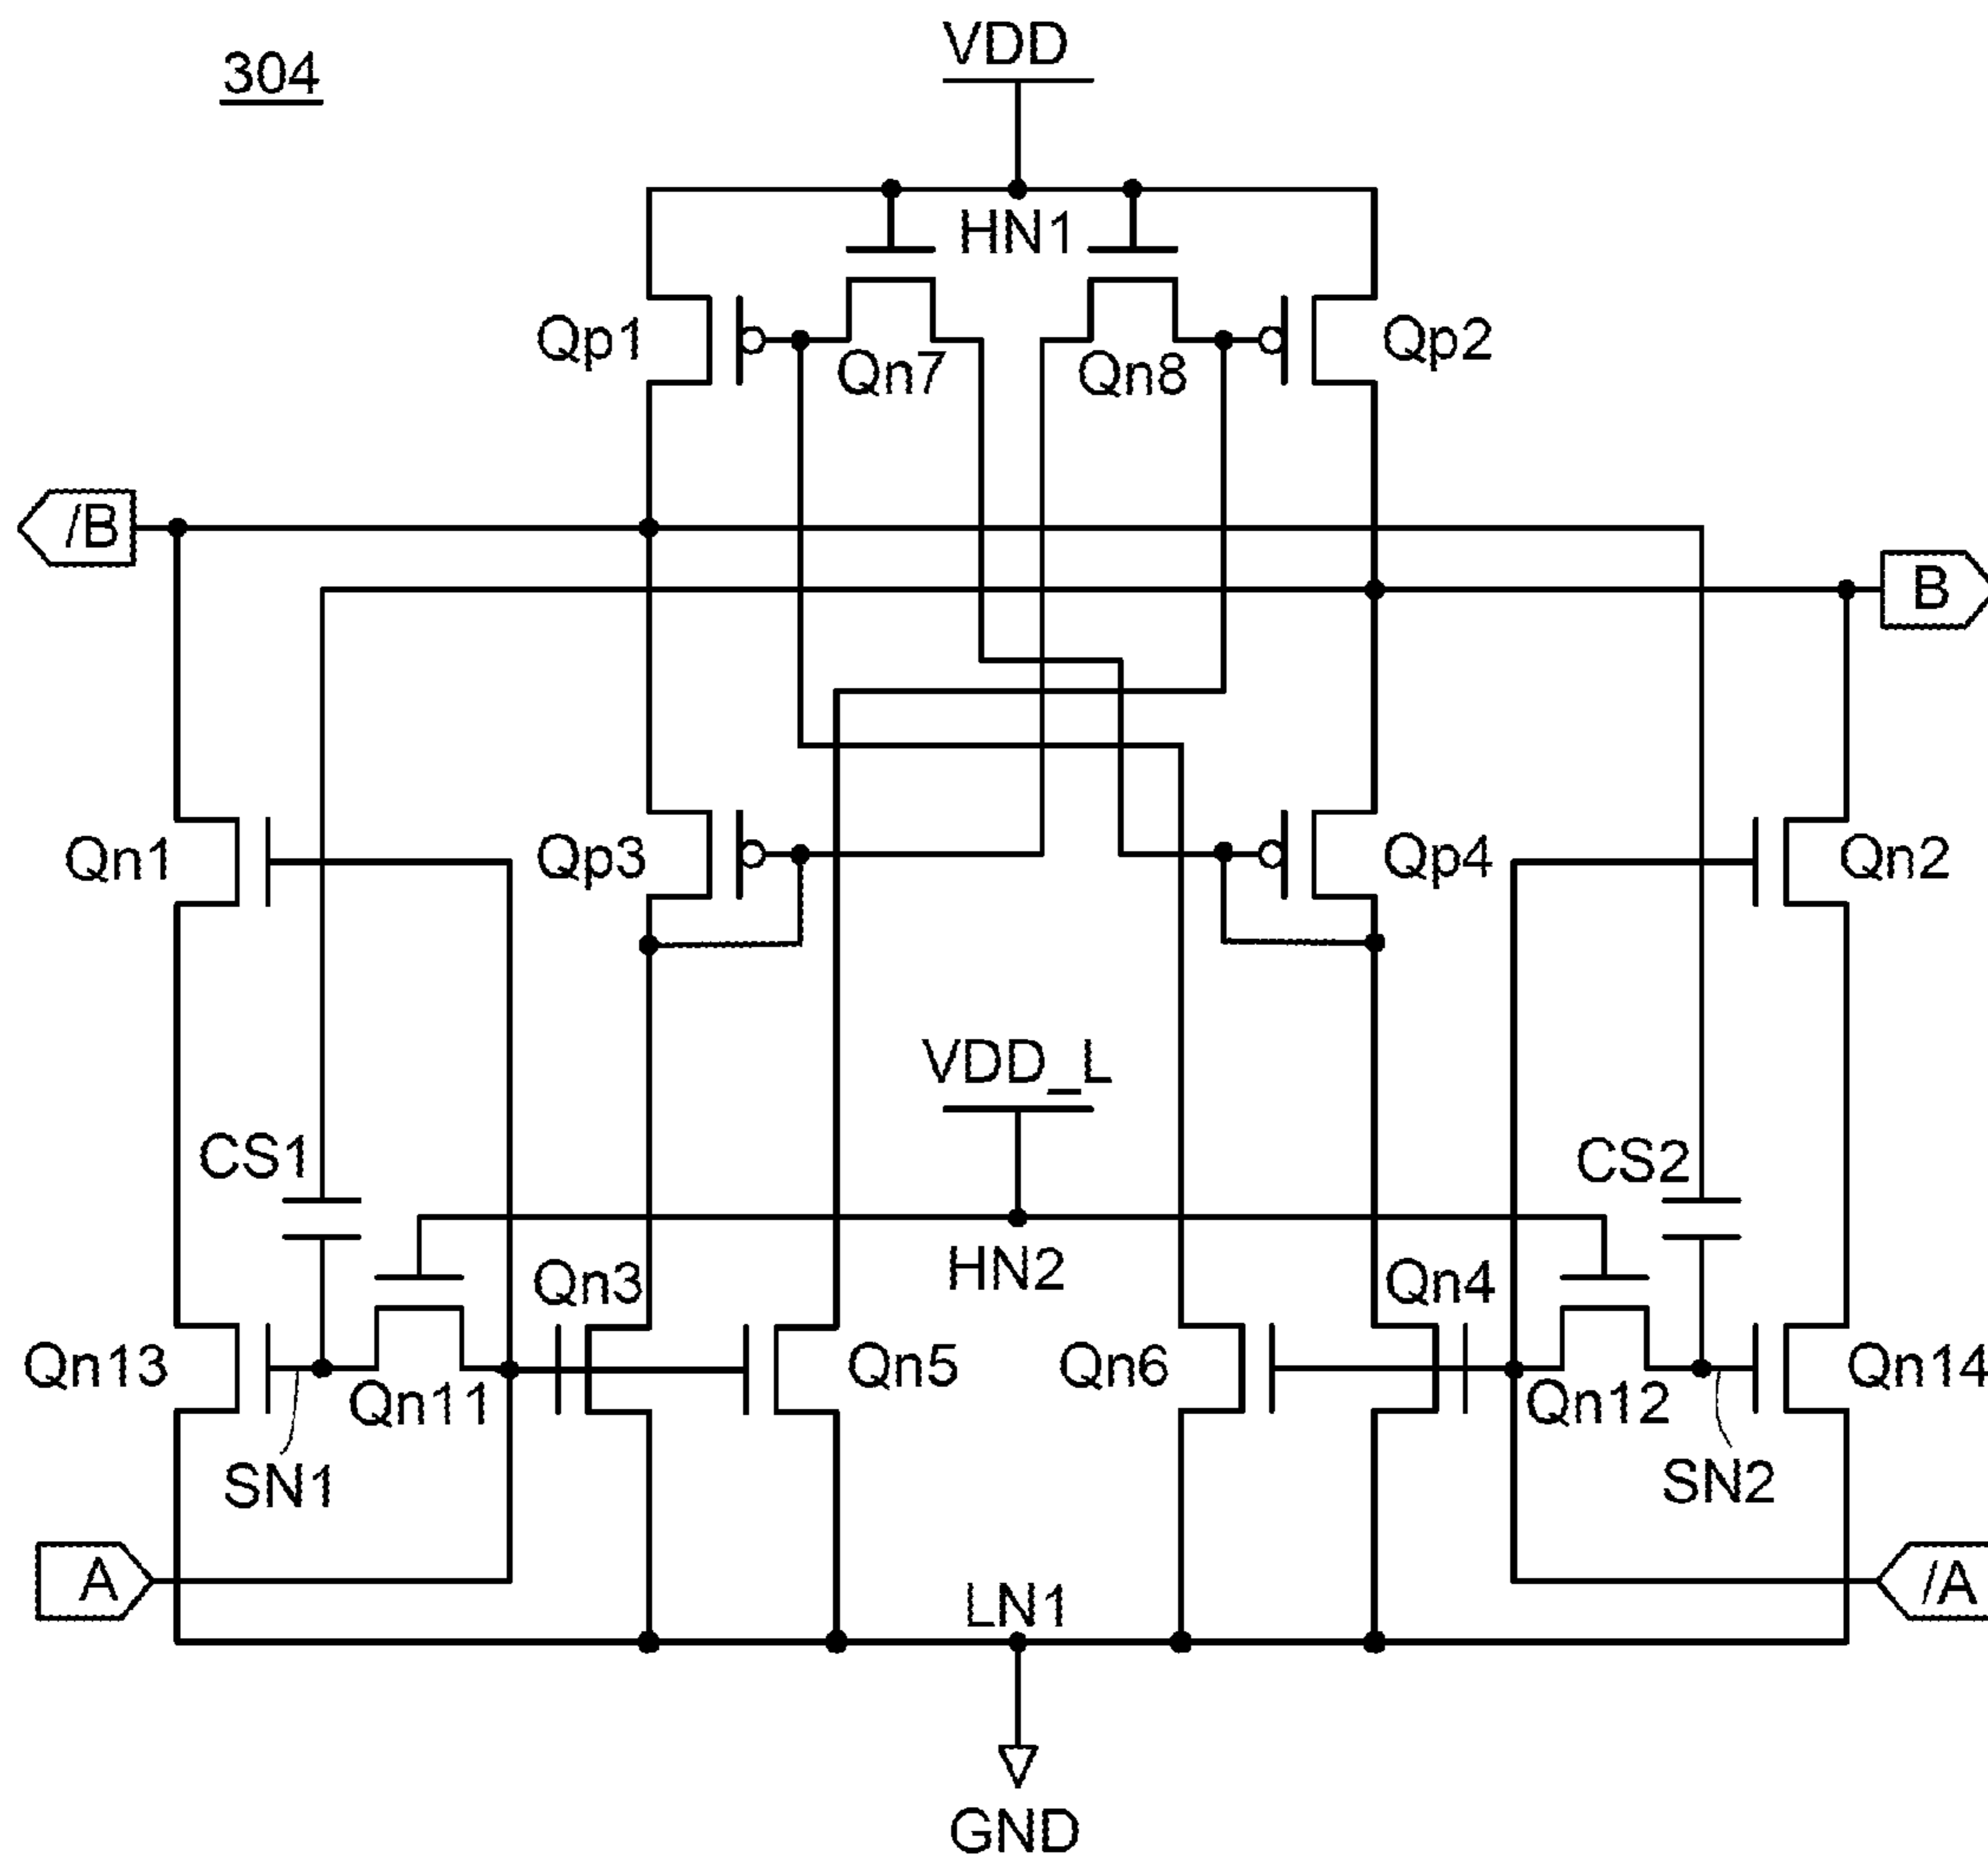 304
VDD
HN1
Qp1
Qn7
Qn8
Qp2
/B
B
Qn1
Qp3
Qp4
Qn2
VDD_L
CS1
CS2
HN2
Qn3
Qn4
Qn13
Qn11
Qn5
Qn6
Qn12
Qn14
SN1
SN2
A
LN1
/A
GND